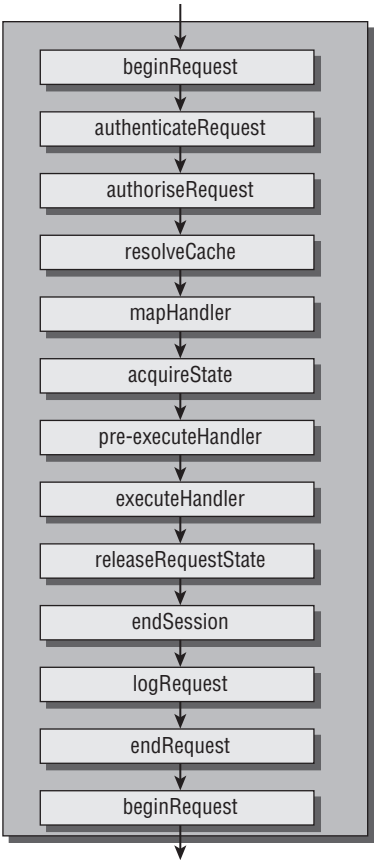 beginRequest
authenticateRequest
authoriseRequest
resolveCache
mapHandler
acquireState
pre-executeHandler
executeHandler
releaseRequestState
endSession
logRequest
endRequest
beginRequest